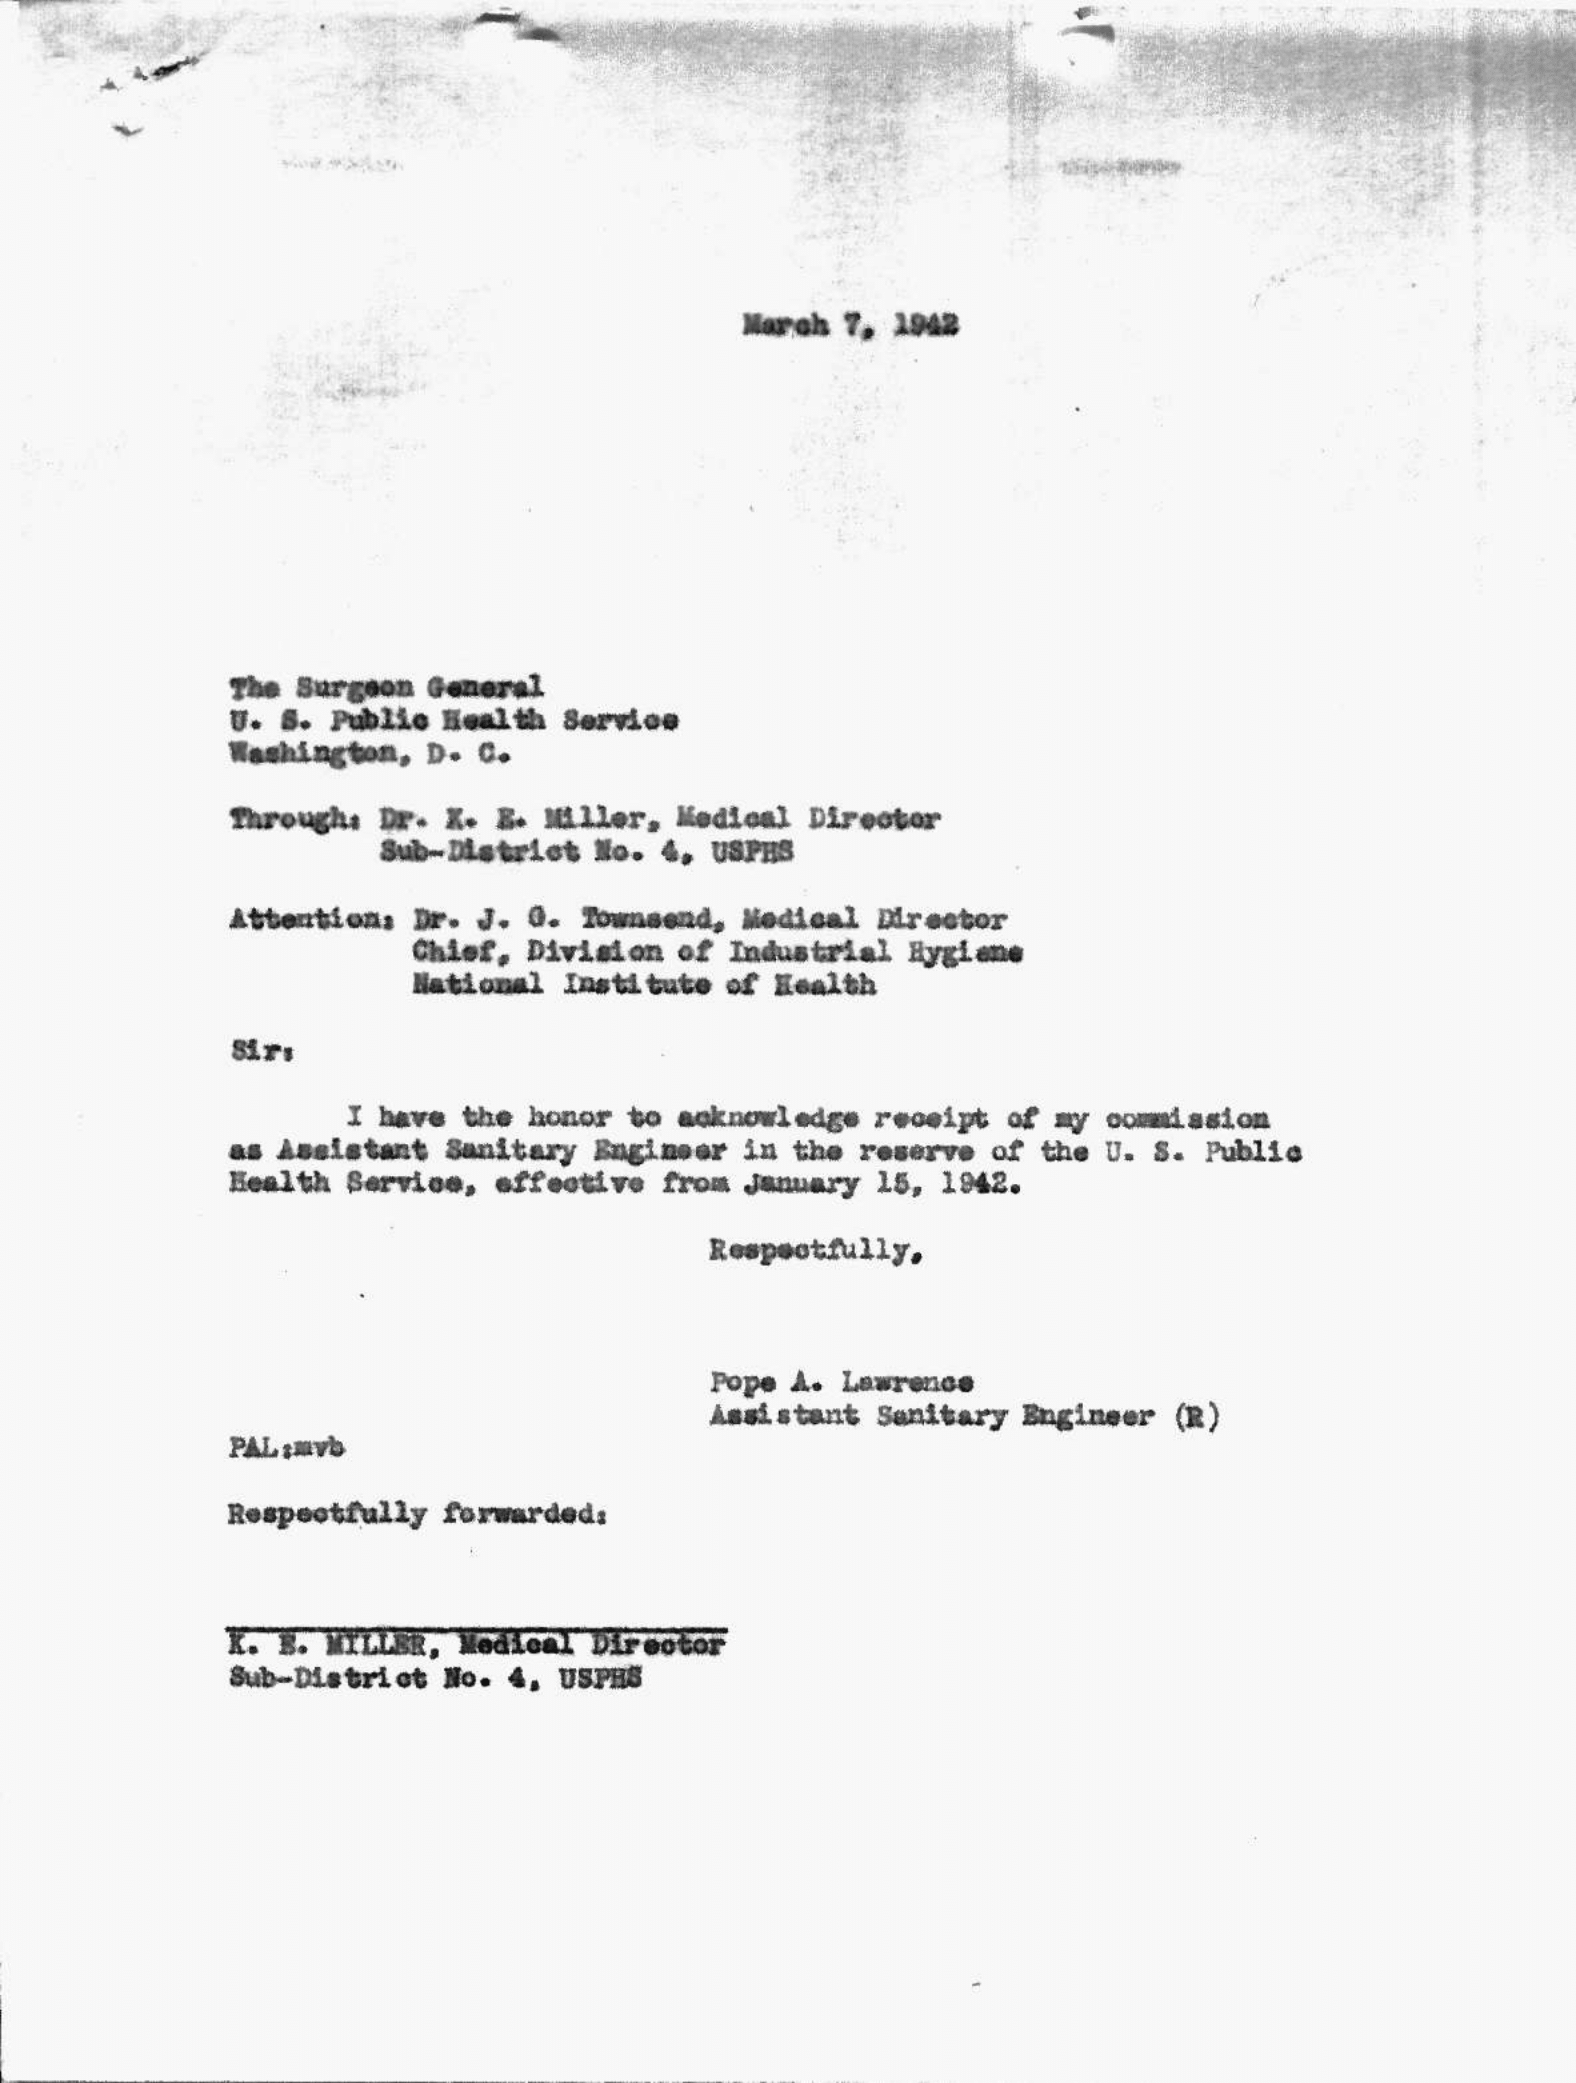 March 7, 1942
The Surgeon General
U. S. Public Health Service
Washington, D. C.
Through: Dr. K. E. Miller, Medical Director
Sub-District No. 4, USPHS
Attention: Dr. J. G. Townsend, Medical Director
Chief, Division of Industrial Hygiene
National Institute of Health
Sir:
I have the honor to acknowledge receipt of my commission
as Assistant Sanitary Engineer in the reserve of the U. S. Public
Health Service, effective from January 15, 1942.
Respectfully,
Pope A. Lawrence
Assistant Sanitary Engineer (R)
PAL:mvb
Respectfully forwarded:
K. E. MILLER, Medical Director
Sub-District No. 4, USPHS